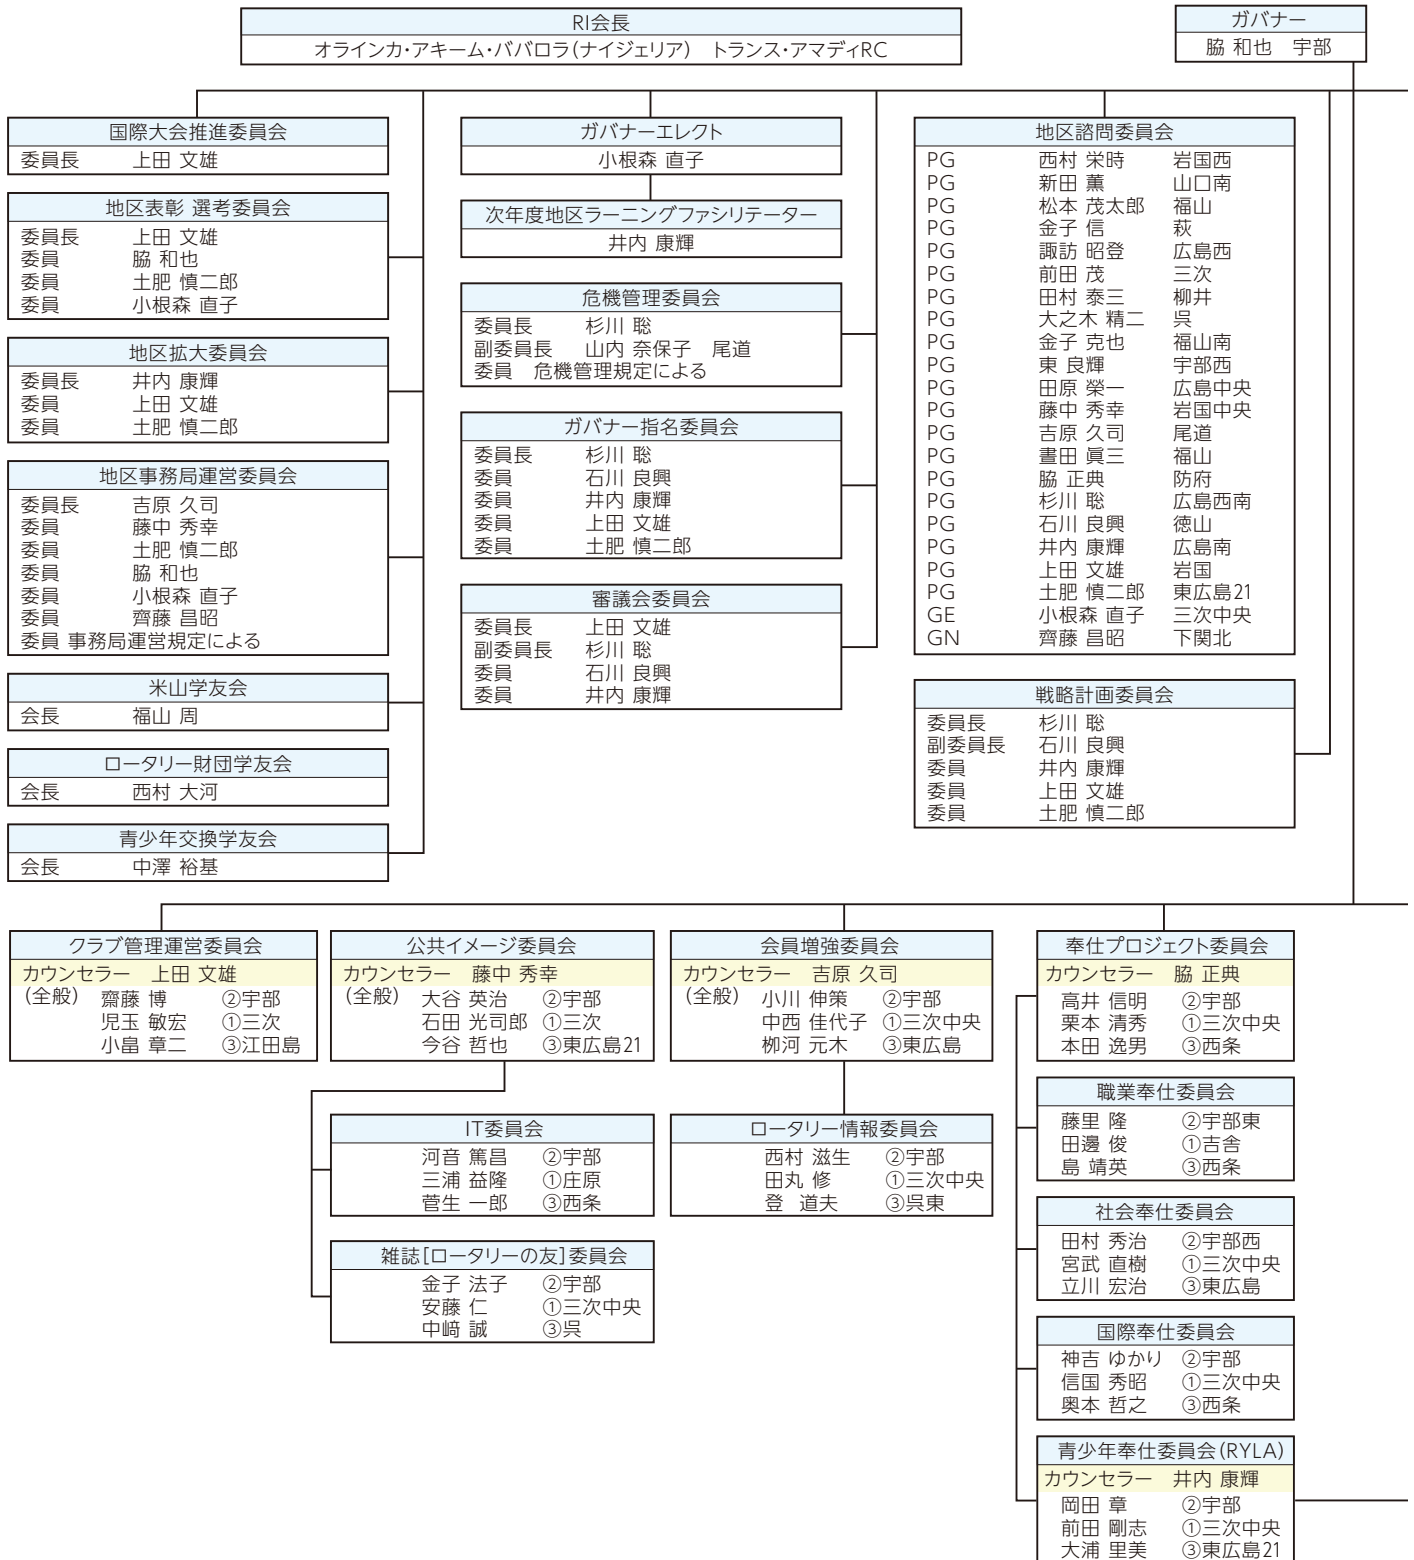 RI会長
オラインカ・アキーム・ババロラ(ナイジェリア) トランス・アマディRC
ガバナー
脇 和也 宇部
国際大会推進委員会
委員長 上田 文雄
地区表彰 選考委員会
委員長 上田 文雄
委員 脇 和也
委員 土肥 慎二郎
委員 小根森 直子
地区拡大委員会
委員長 井内 康輝
委員 上田 文雄
委員 土肥 慎二郎
地区事務局運営委員会
委員長 吉原 久司
委員 藤中 秀幸
委員 土肥 慎二郎
委員 脇 和也
委員 小根森 直子
委員 齊藤 昌昭
委員 事務局運営規定による
米山学友会
会長 福山 周
ロータリー財団学友会
会長 西村 大河
青少年交換学友会
会長 中澤 裕基
ガバナーエレクト
小根森 直子
次年度地区ラーニングファシリテーター
井内 康輝
危機管理委員会
委員長 杉川 聡
副委員長 山内 奈保子 尾道
委員 危機管理規定による
ガバナー指名委員会
委員長 杉川 聡
委員 石川 良興
委員 井内 康輝
委員 上田 文雄
委員 土肥 慎二郎
審議会委員会
委員長 上田 文雄
副委員長 杉川 聡
委員 石川 良興
委員 井内 康輝
地区諮問委員会
PG 西村 栄時 岩国西
PG 新田 薫 山口南
PG 松本 茂太郎 福山
PG 金子 信 萩
PG 諏訪 昭登 広島西
PG 前田 茂 三次
PG 田村 泰三 柳井
PG 大之木 精二 呉
PG 金子 克也 福山南
PG 東 良輝 宇部西
PG 田原 榮一 広島中央
PG 藤中 秀幸 岩国中央
PG 吉原 久司 尾道
PG 晝田 眞三 福山
PG 脇 正典 防府
PG 杉川 聡 広島西南
PG 石川 良興 徳山
PG 井内 康輝 広島南
PG 上田 文雄 岩国
PG 土肥 慎二郎 東広島21
GE 小根森 直子 三次中央
GN 齊藤 昌昭 下関北
戦略計画委員会
委員長 杉川 聡
副委員長 石川 良興
委員 井内 康輝
委員 上田 文雄
委員 土肥 慎二郎
クラブ管理運営委員会
カウンセラー 上田 文雄
(全般) 齋藤 博 ②宇部
児玉 敏宏 ①三次
小畠 章二 ③江田島
公共イメージ委員会
カウンセラー 藤中 秀幸
(全般) 大谷 英治 ②宇部
石田 光司郎 ①三次
今谷 哲也 ③東広島21
IT委員会
河音 篤昌 ②宇部
三浦 益隆 ①庄原
菅生 一郎 ③西条
雑誌[ロータリーの友]委員会
金子 法子 ②宇部
安藤 仁 ①三次中央
中﨑 誠 ③呉
会員増強委員会
カウンセラー 吉原 久司
(全般) 小川 伸策 ②宇部
中西 佳代子 ①三次中央
栁河 元木 ③東広島
ロータリー情報委員会
西村 滋生 ②宇部
田丸 修 ①三次中央
登 道夫 ③呉東
奉仕プロジェクト委員会
カウンセラー 脇 正典
高井 信明 ②宇部
栗本 清秀 ①三次中央
本田 逸男 ③西条
職業奉仕委員会
藤里 隆 ②宇部東
田邊 俊 ①吉舎
島 靖英 ③西条
社会奉仕委員会
田村 秀治 ②宇部西
宮武 直樹 ①三次中央
立川 宏治 ③東広島
国際奉仕委員会
神吉 ゆかり ②宇部
信国 秀昭 ①三次中央
奥本 哲之 ③西条
青少年奉仕委員会(RYLA)
カウンセラー 井内 康輝
岡田 章 ②宇部
前田 剛志 ①三次中央
大浦 里美 ③東広島21